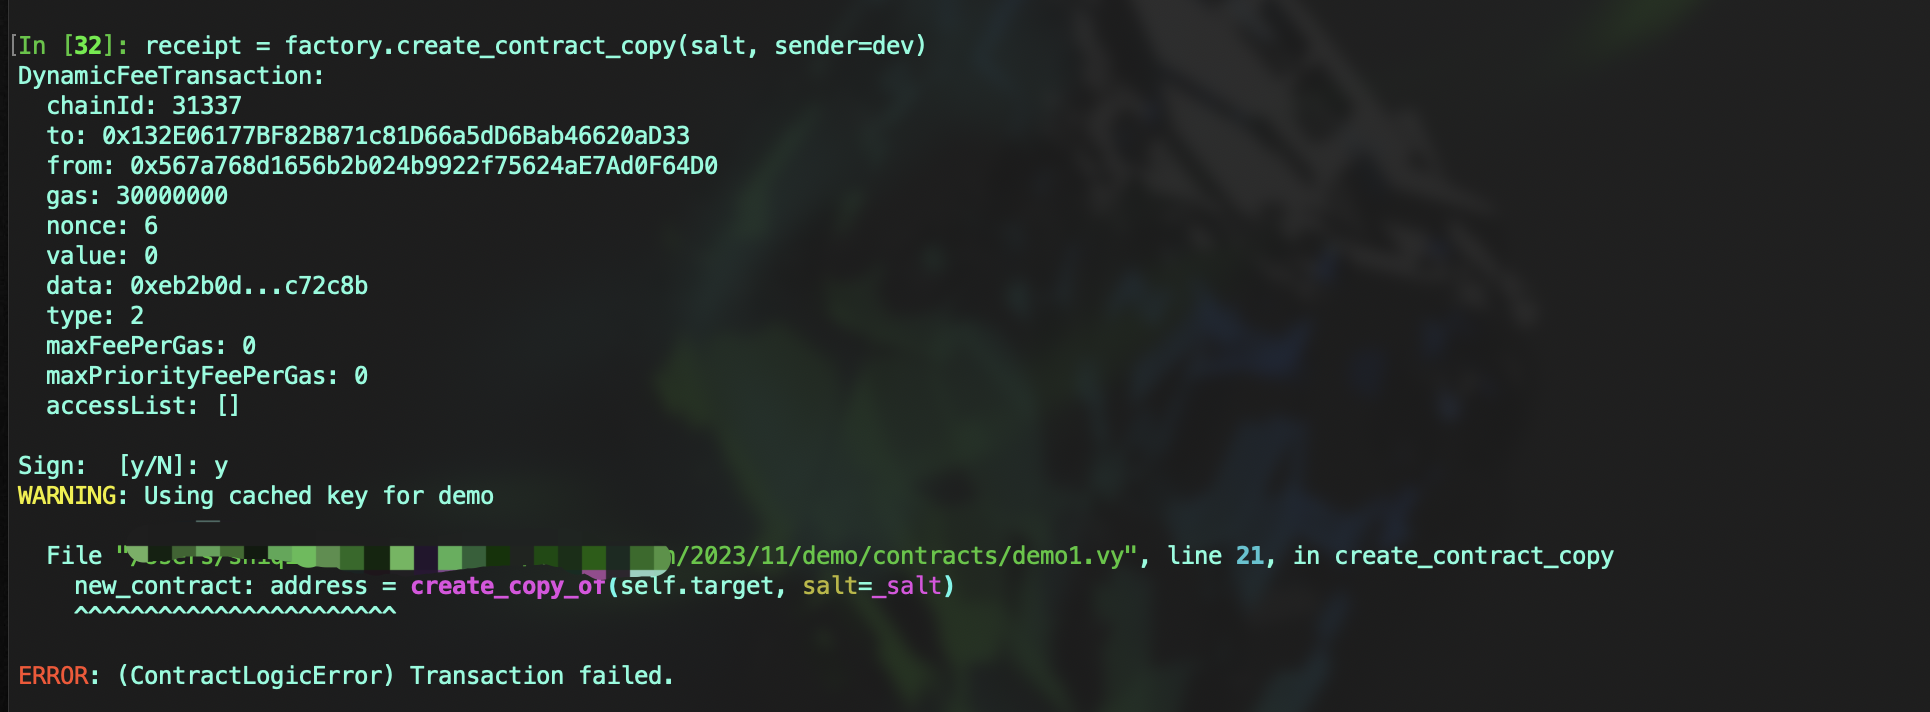 [In [32]: receipt = factory.create_contract_copy(salt, sender=dev)
DynamicFeeTransaction:
chainId: 31337
to: 0x132E06177BF82B871c81D66a5dD6Bab46620aD33
from: 0x567a768d1656b2b024b9922f75624aE7Ad0F64D0
gas: 30000000
nonce: 6
value: 0
data: 0xeb2b0d...c72c8b
type: 2
maxFeePerGas: 0
maxPriorityFeePerGas: 0
accessList: []
Sign:  [y/N]: y
WARNING: Using cached key for demo
File "/2023/11/demo/contracts/demo1.vy", line 21, in create_contract_copy
new_contract: address = create_copy_of(self.target, salt=_salt)
^^^^^^^^^^^^^^^^^^^^^^^
ERROR: (ContractLogicError) Transaction failed.